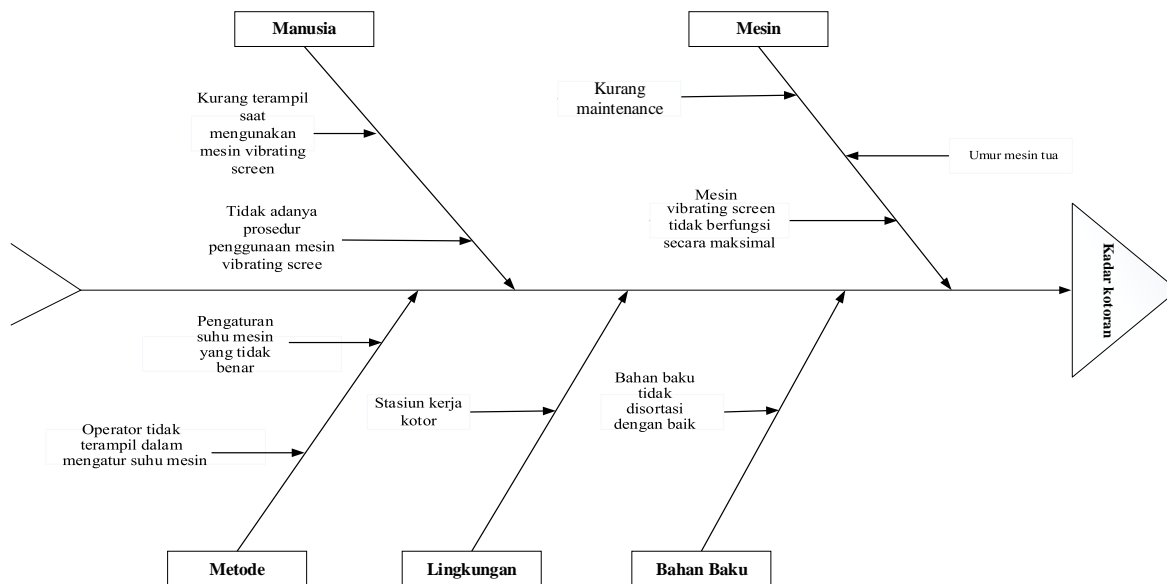 Manusia
Mesin
Kurang terampil
saat
mengunakan
mesin vibrating
screen
Tidak adanya
prosedur
penggunaan mesin
vibrating scree
Kurang
maintenance
Umur mesin tua
Mesin
vibrating screen
tidak berfungsi
secara maksimal
Kadar kotoran
Pengaturan
suhu mesin
yang tidak
benar
Operator tidak
terampil dalam
mengatur suhu mesin
Stasiun kerja
kotor
Bahan baku
tidak
disortasi
dengan baik
Metode
Lingkungan
Bahan Baku